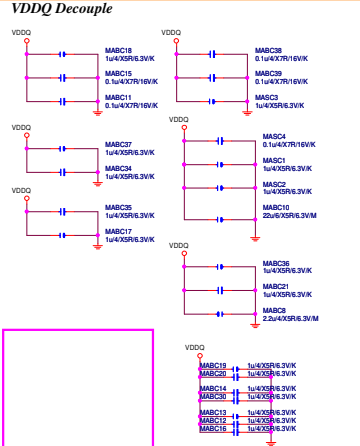 VDDQ Decouple
VDDQ
MABC18
1u/4/X5R/6.3V/K
MABC15
0.1u/4/X7R/16V/K
MABC11
0.1u/4/X7R/16V/K
VDDQ
MABC38
0.1u/4/X7R/16V/K
MABC39
0.1u/4/X7R/16V/K
MASC3
1u/4/X5R/6.3V/K
VDDQ
MABC37
1u/4/X5R/6.3V/K
MABC34
1u/4/X5R/6.3V/K
VDDQ
MASC4
0.1u/4/X7R/16V/K
MASC1
1u/4/X5R/6.3V/K
MASC2
1u/4/X5R/6.3V/K
MABC10
22u/6/X5R/6.3V/M
VDDQ
MABC35
1u/4/X5R/6.3V/K
MABC17
1u/4/X5R/6.3V/K
VDDQ
MABC36
1u/4/X5R/6.3V/K
MABC21
1u/4/X5R/6.3V/K
MABC8
2.2u/4/X5R/6.3V/M
VDDQ
MABC19 1u/4/X5R/6.3V/K
MABC20 1u/4/X5R/6.3V/K
MABC14 1u/4/X5R/6.3V/K
MABC30 1u/4/X5R/6.3V/K
MABC13 1u/4/X5R/6.3V/K
MABC12 1u/4/X5R/6.3V/K
MABC16 1u/4/X5R/6.3V/K